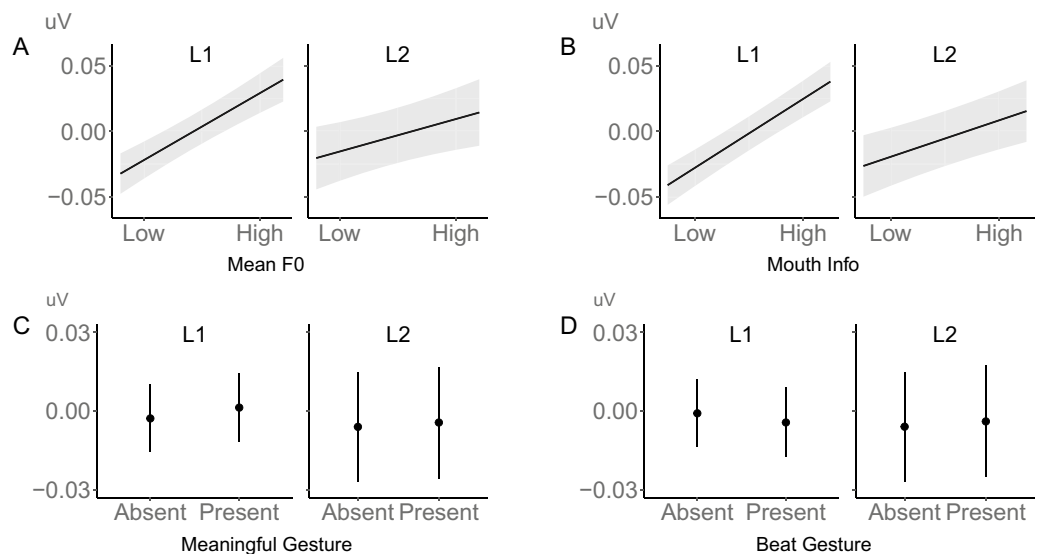 uV
A
L1
L2
0.05
0.00
−0.05
Low High Low High
Mean F0
B
L1
L2
Low High Low High
Mouth Info
uV
C
L1
L2
0.03
0.00
−0.03
Absent Present Absent Present
Meaningful Gesture
D
L1
L2
Absent Present Absent Present
Beat Gesture
uV
0.05
0.00
−0.05
uV
0.03
0.00
−0.03